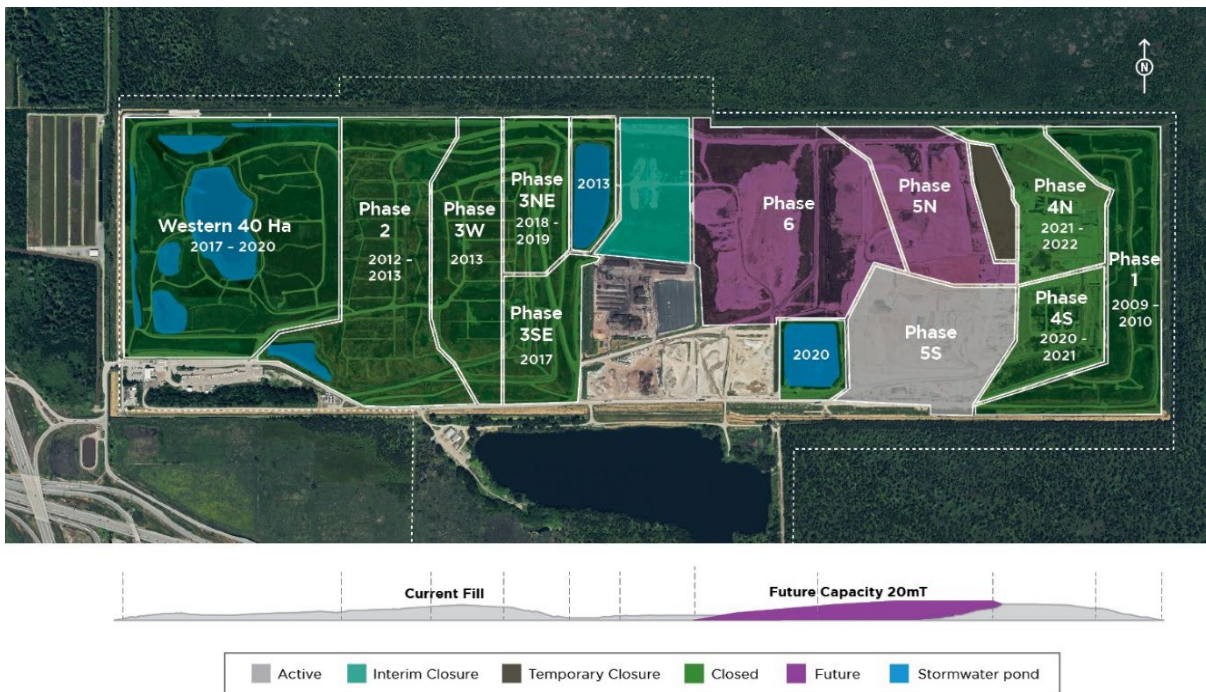 N
Western 40 Ha
2017 – 2020
Phase
2
2012 –
2013
Phase
3W
2013
Phase
3NE
2018 -
2019
Phase
3SE
2017
2013
Phase
6
2020
Phase
5N
Phase
5S
Phase
4N
2021 -
2022
Phase
4S
2020 -
2021
Phase
1
2009 –
2010
Current Fill
Future Capacity 20mT
Active
Interim Closure
Temporary Closure
Closed
Future
Stormwater pond